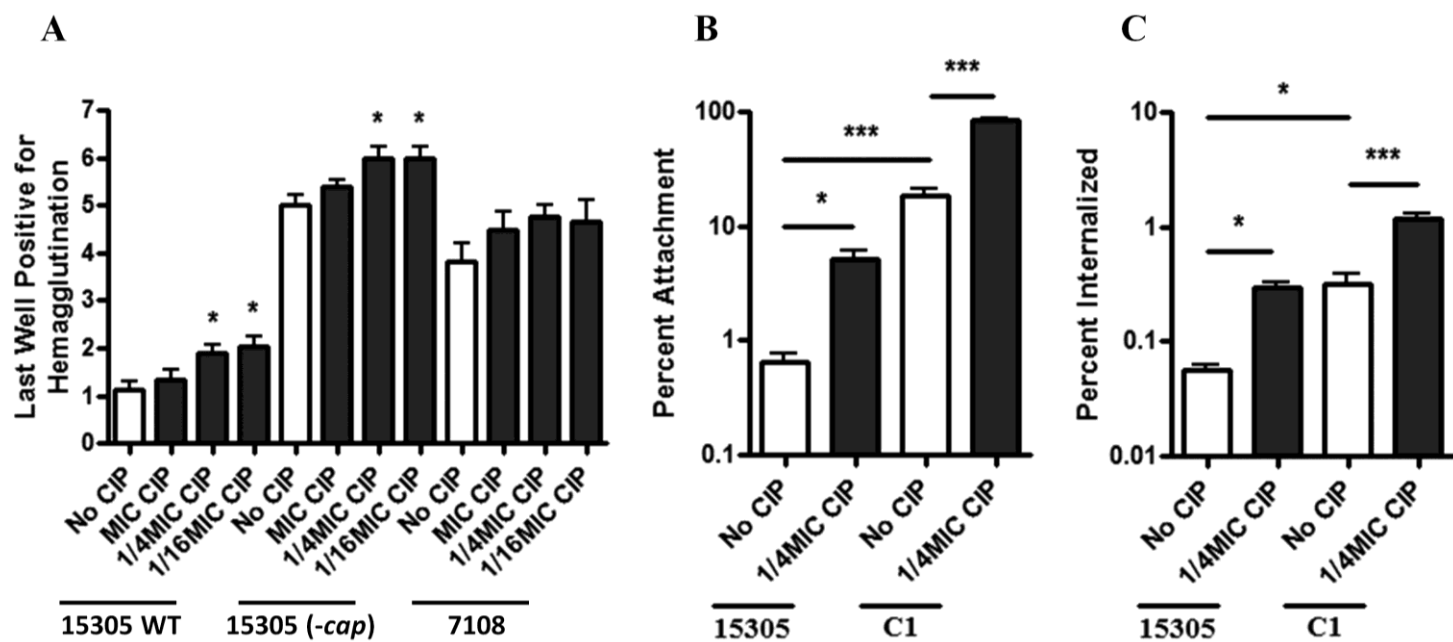 A
Last Well Positive for
Hemagglutination
7
6
5
4
3
2
1
0
* * * *
No CIP
MIC CIP
1/4MIC CIP
1/16MIC CIP
No CIP
MIC CIP
1/4MIC CIP
1/16MIC CIP
No CIP
MIC CIP
1/4MIC CIP
1/16MIC CIP
15305 WT
15305 (-cap)
7108
B
Percent Attachment
100
10
1
0.1
***
***
*
No CIP
1/4MIC CIP
No CIP
1/4MIC CIP
15305
C1
C
Percent Internalized
10
1
0.1
0.01
*
***
*
No CIP
1/4MIC CIP
No CIP
1/4MIC CIP
15305
C1